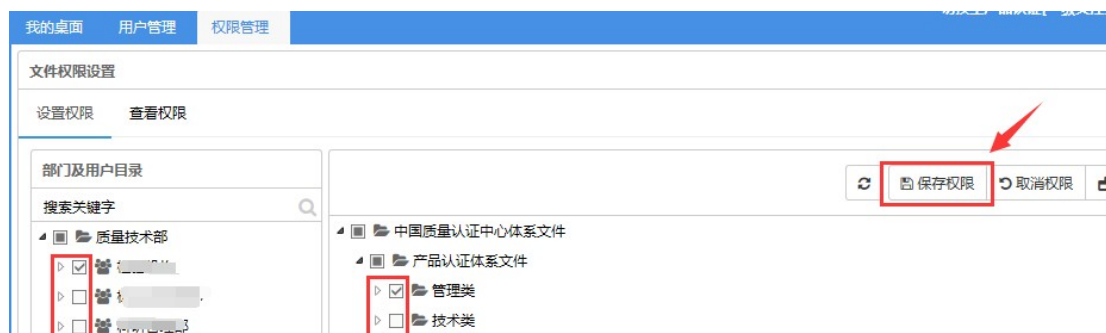 我的桌面 用户管理 权限管理
文件权限设置
设置权限 查看权限
部门及用户目录
搜索关键字
保存权限 取消权限
质量技术部
中国质量认证中心体系文件
产品认证体系文件
管理类
技术类